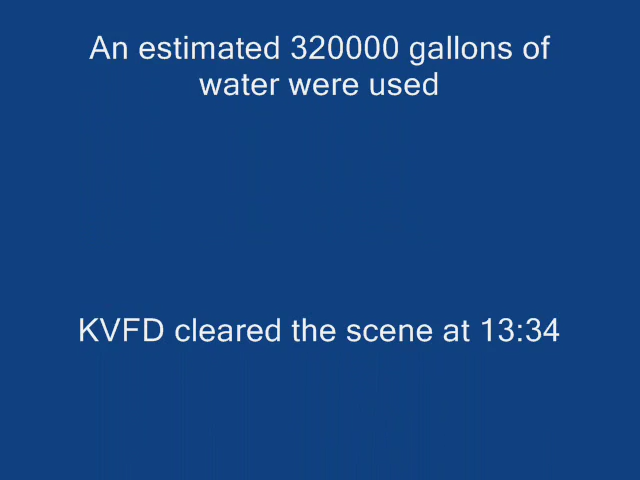 An estimated 320000 gallons of
water were used
KVFD cleared the scene at 13:34